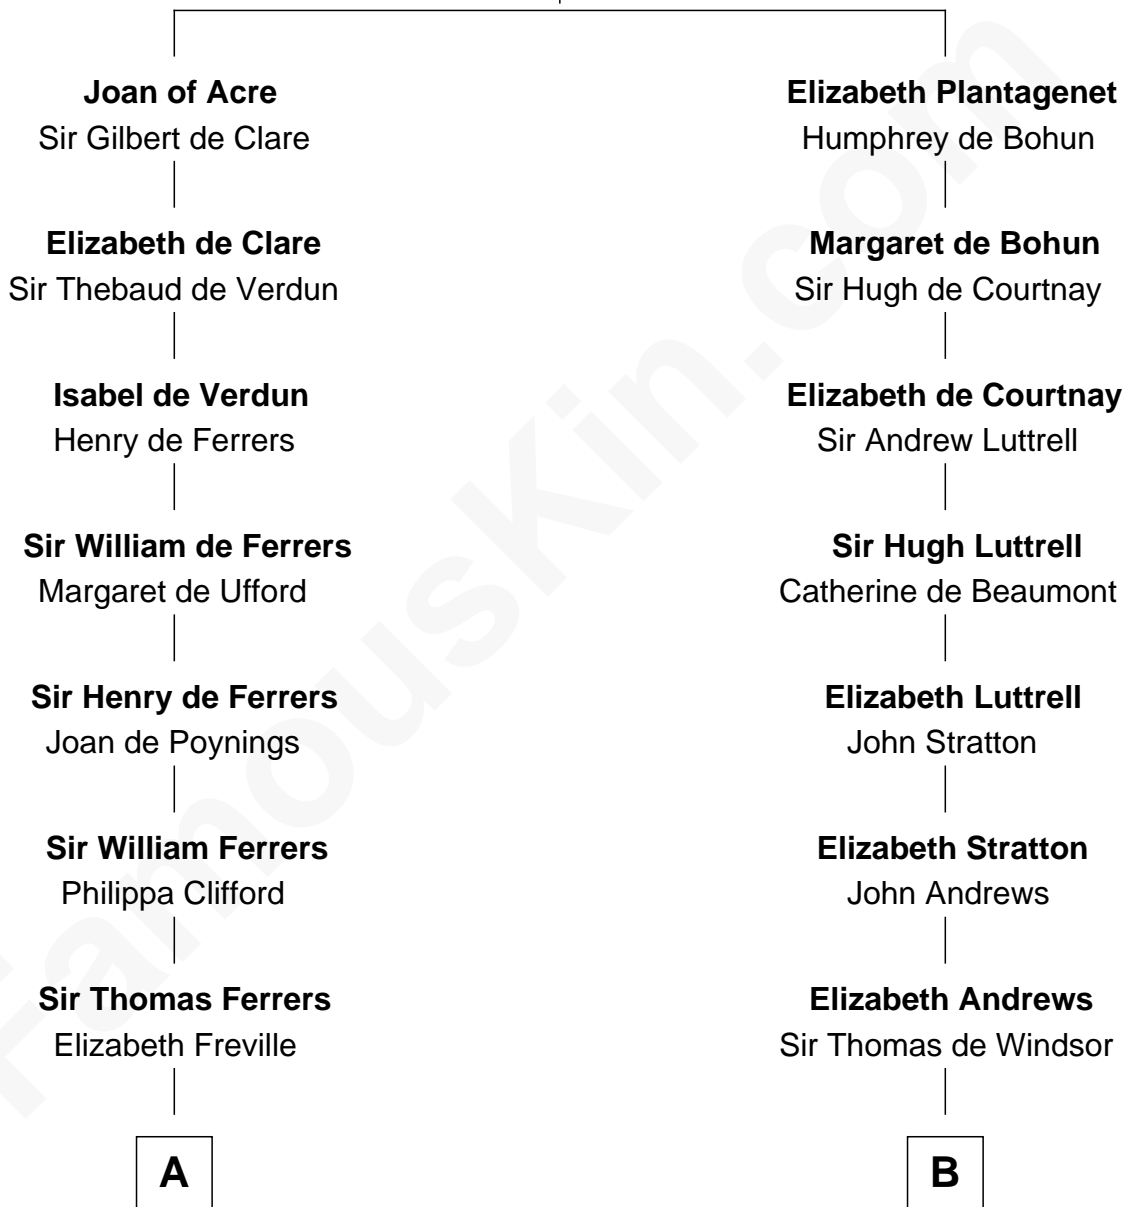 Joan of Acre
Sir Gilbert de Clare
Elizabeth de Clare
Sir Thebaud de Verdun
Isabel de Verdun
Henry de Ferrers
Sir William de Ferrers
Margaret de Ufford
Sir Henry de Ferrers
Joan de Poynings
Sir William Ferrers
Philippa Clifford
Sir Thomas Ferrers
Elizabeth Freville
A
Elizabeth Plantagenet
Humphrey de Bohun
Margaret de Bohun
Sir Hugh de Courtnay
Elizabeth de Courtnay
Sir Andrew Luttrell
Sir Hugh Luttrell
Catherine de Beaumont
Elizabeth Luttrell
John Stratton
Elizabeth Stratton
John Andrews
Elizabeth Andrews
Sir Thomas de Windsor
B
FamousKin.com